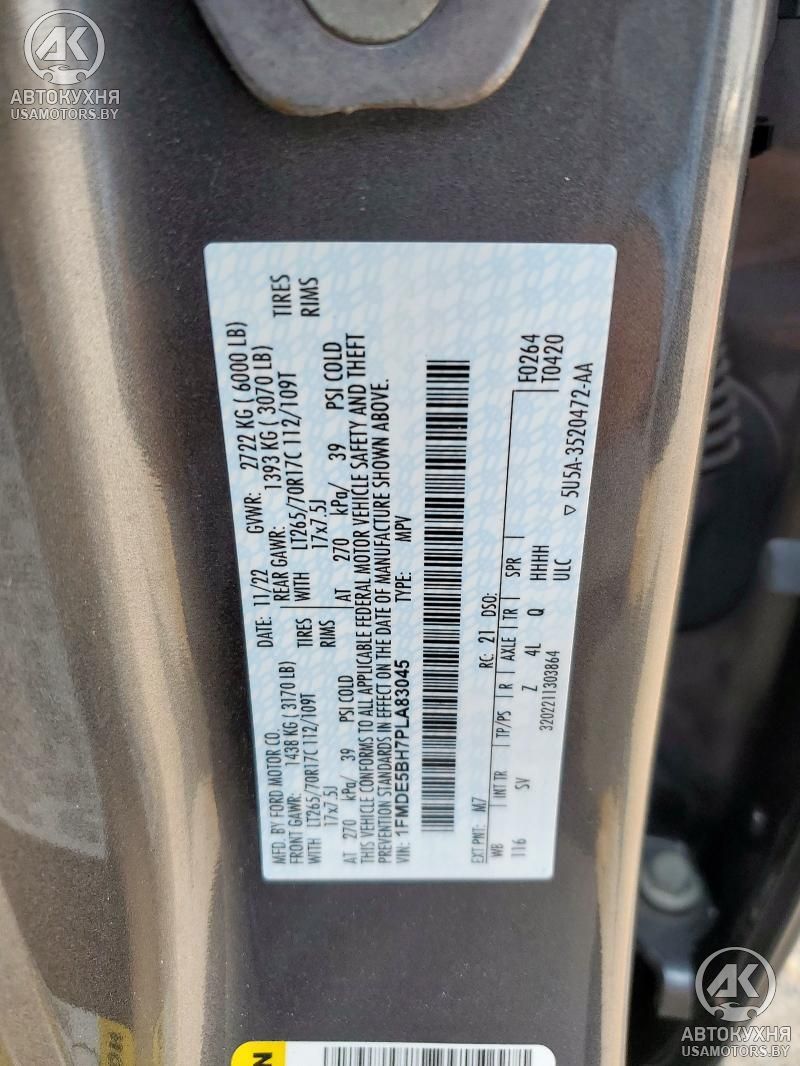 AK
АВТОКУХНЯ
USAMOTORS.BY
MFD. BY FORD MOTOR CO. DATE: 11/22 GVWR: 2722 KG ( 6000 LB)
FRONT GAWR: 1438 KG ( 3170 LB) REAR GAWR: 1393 KG ( 3070 LB)
WITH LT265/70R17C 112/109T TIRES WITH LT265/70R17C 112/109T TIRES
17x7.5J RIMS 17x7.5J RIMS
AT 270 kPa/ 39 PSI COLD AT 270 kPa/ 39 PSI COLD
THIS VEHICLE CONFORMS TO ALL APPLICABLE FEDERAL MOTOR VEHICLE SAFETY AND THEFT
PREVENTION STANDARDS IN EFFECT ON THE DATE OF MANUFACTURE SHOWN ABOVE.
VIN: 1FMDE5BH7PLA83045 TYPE: MPV
EXT PNT: M7 RC: 21 DSO: F0264
WB INT TR TP/PS R AXLE TR SPR T0420
116 SV Z 4L Q HHHH
3202211303864 ULC
▽ 5U5A-3520472-AA
AK
АВТОКУХНЯ
USAMOTORS.BY